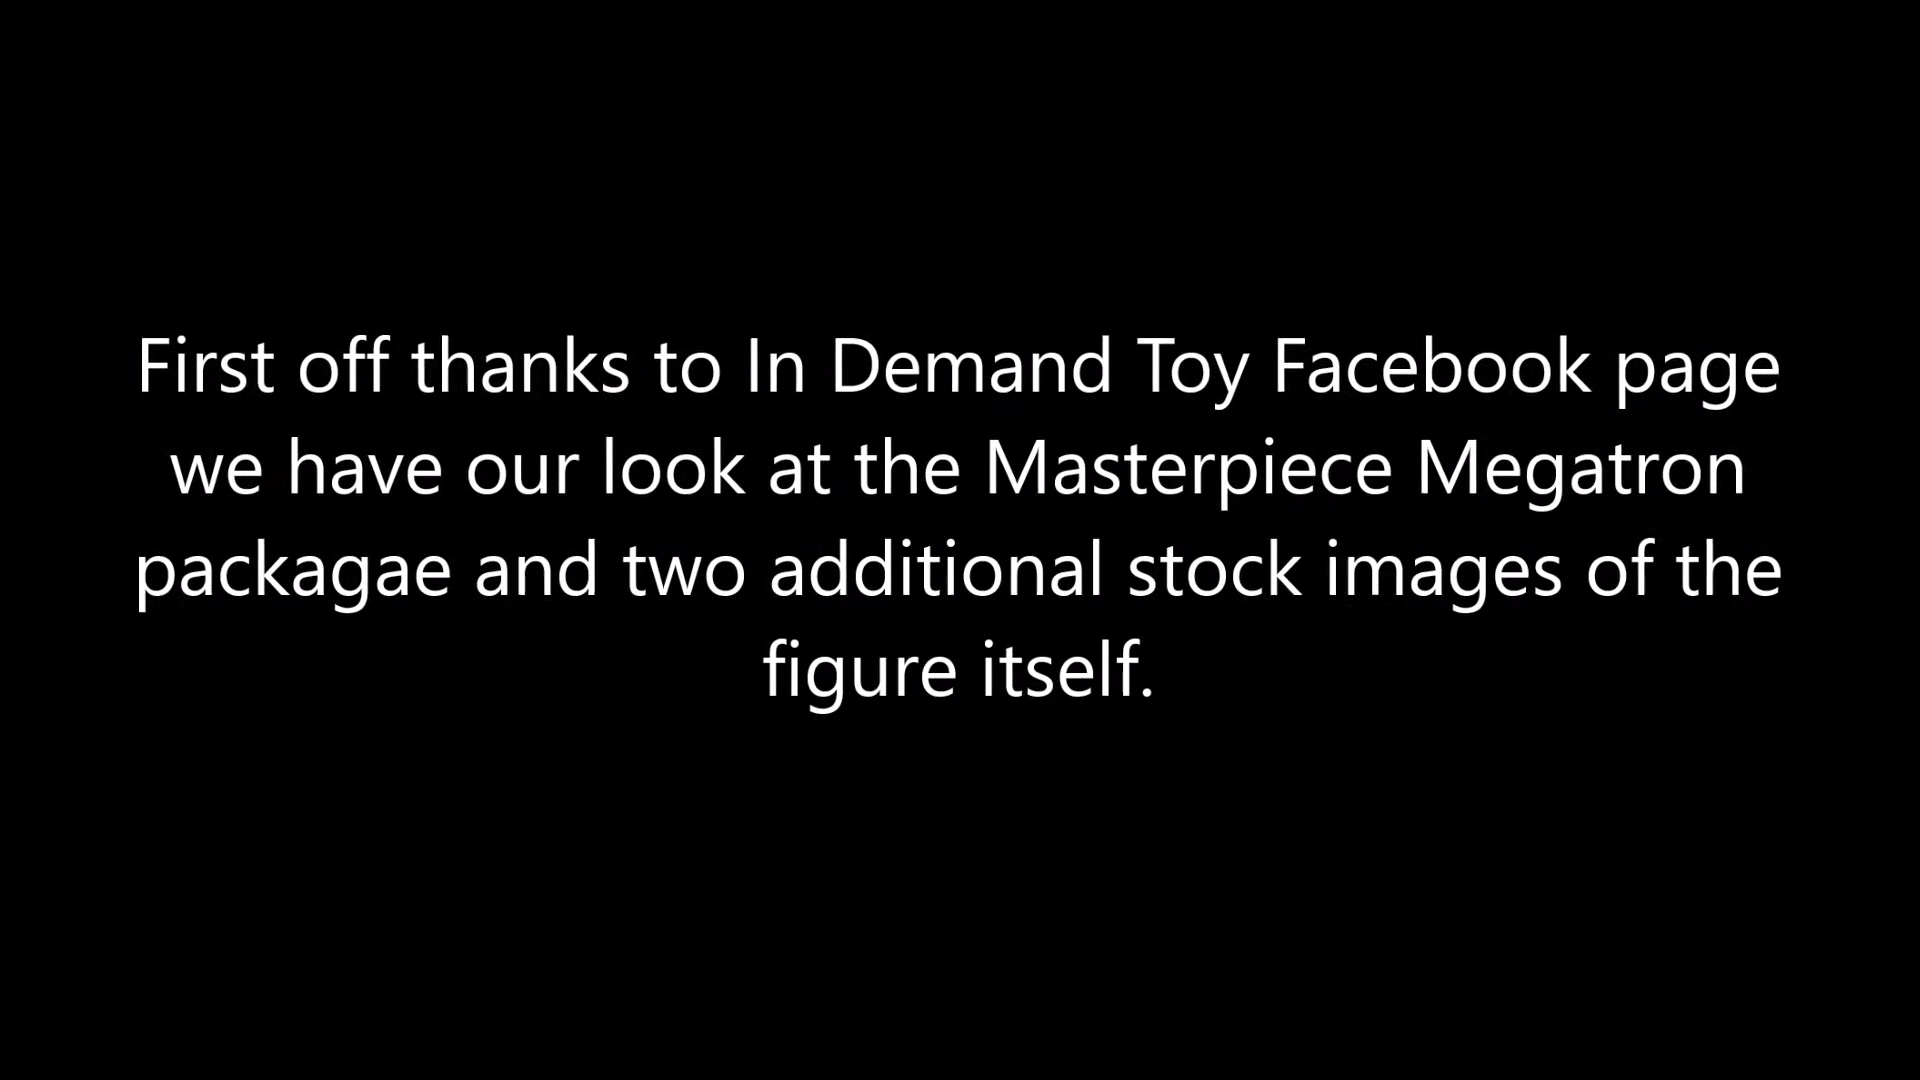 First off thanks to In Demand Toy Facebook page
we have our look at the Masterpiece Megatron
packagae and two additional stock images of the
figure itself.